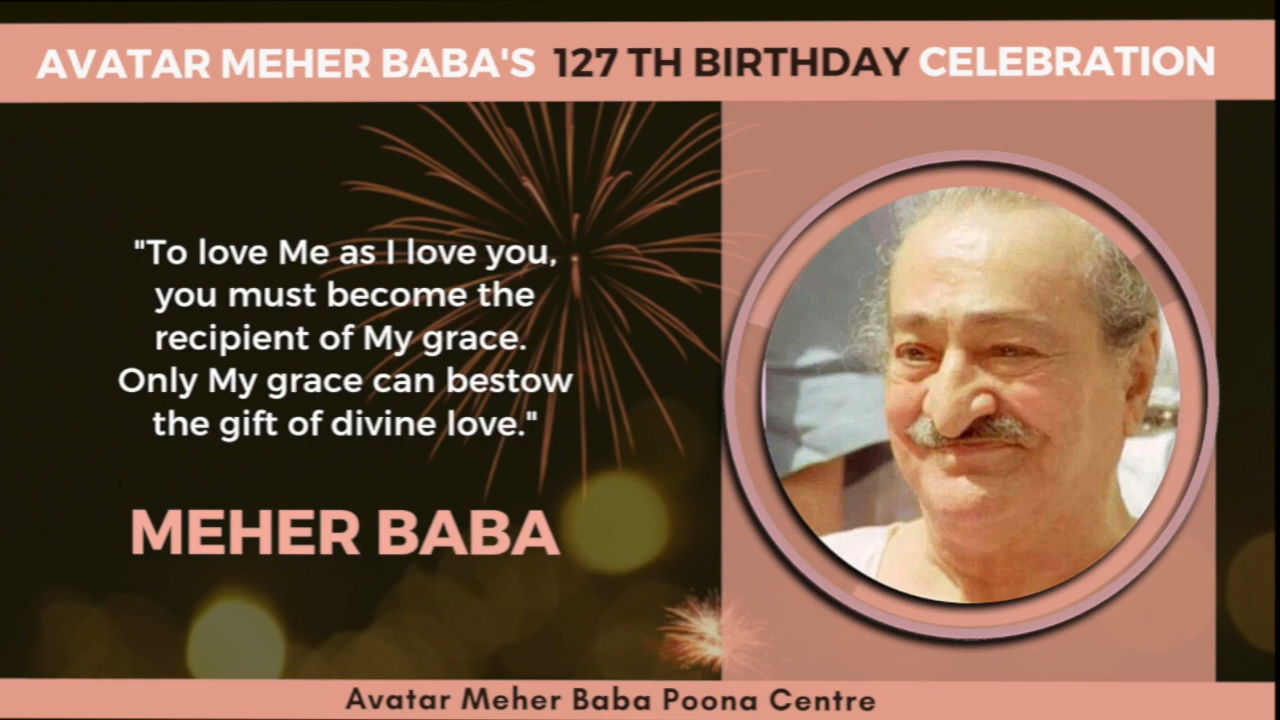 AVATAR MEHER BABA'S 127 TH BIRTHDAY CELEBRATION
"To love Me as I love you,
you must become the
recipient of My grace.
Only My grace can bestow
the gift of divine love."
MEHER BABA
Avatar Meher Baba Poona Centre